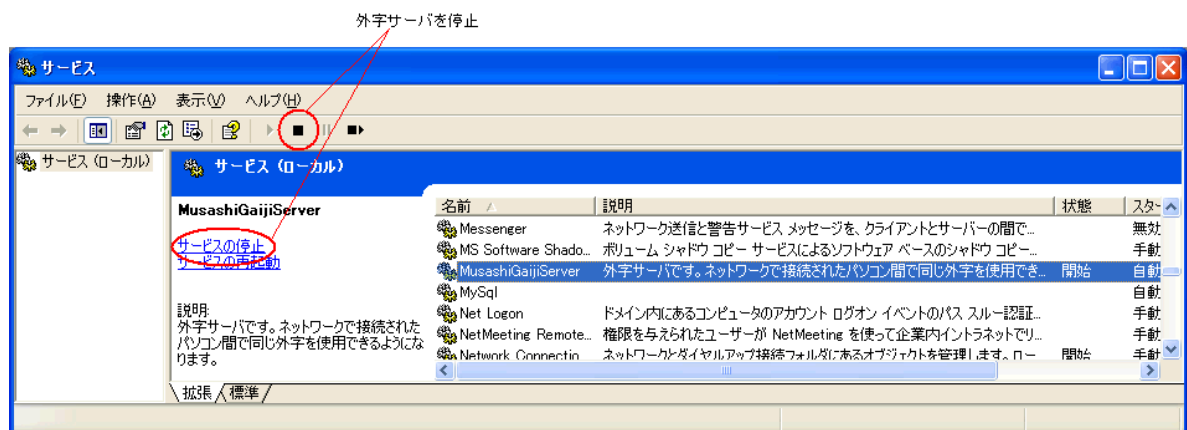 外字サーバを停止
サービス
ファイル(F) 操作(A) 表示(V) ヘルプ(H)
サービス (ローカル)
サービス (ローカル)
MusashiGaijiServer
サービスの停止
サービスの再起動
説明:
外字サーバです。ネットワークで接続された
パソコン間で同じ外字を使用できるようにな
ります。
名前 説明 状態 スター
Messenger ネットワーク送信と警告サービス メッセージを、クライアントとサーバーの間で... 無効
MS Software Shado... ボリューム シャドウ コピー サービスによるソフトウェア ベースのシャドウ コピー... 手動
MusashiGaijiServer 外字サーバです。ネットワークで接続されたパソコン間で同じ外字を使用でき... 開始 自動
MySql 自動
Net Logon ドメイン内にあるコンピュータのアカウント ログオン イベントのパス スルー認証... 手動
NetMeeting Remote... 権限を与えられたユーザーが NetMeeting を使って企業内イントラネットでリ... 手動
Network Connectio ネットワークとダイヤルアップ接続フォルダにあるオブジェクトを管理します。ロー 開始 手動
拡張 標準